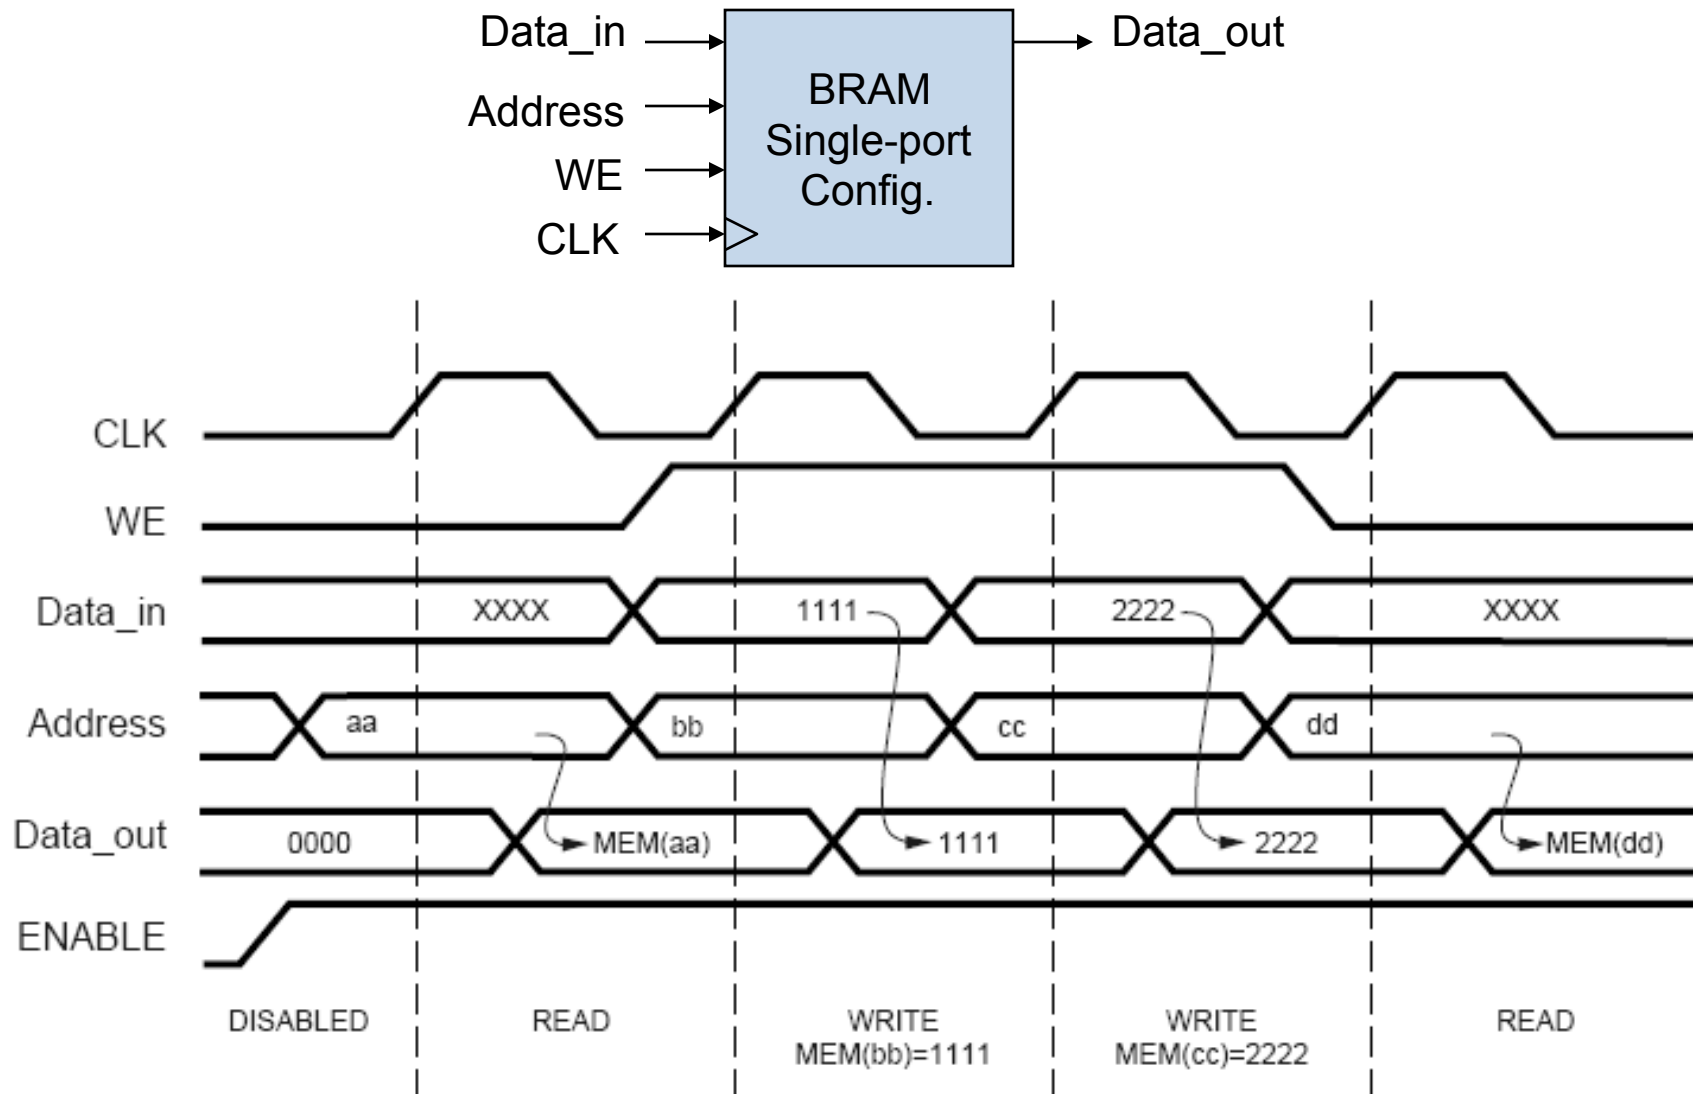 Data_in
Data_out
BRAM
Single-port
Config.
Address
WE
CLK
CLK
WE
Data_in
XXXX
1111
2222
XXXX
Address
aa
bb
cc
dd
Data_out
0000
MEM(aa)
1111
2222
MEM(dd)
ENABLE
DISABLED
READ
WRITE
MEM(bb)=1111
WRITE
MEM(cc)=2222
READ